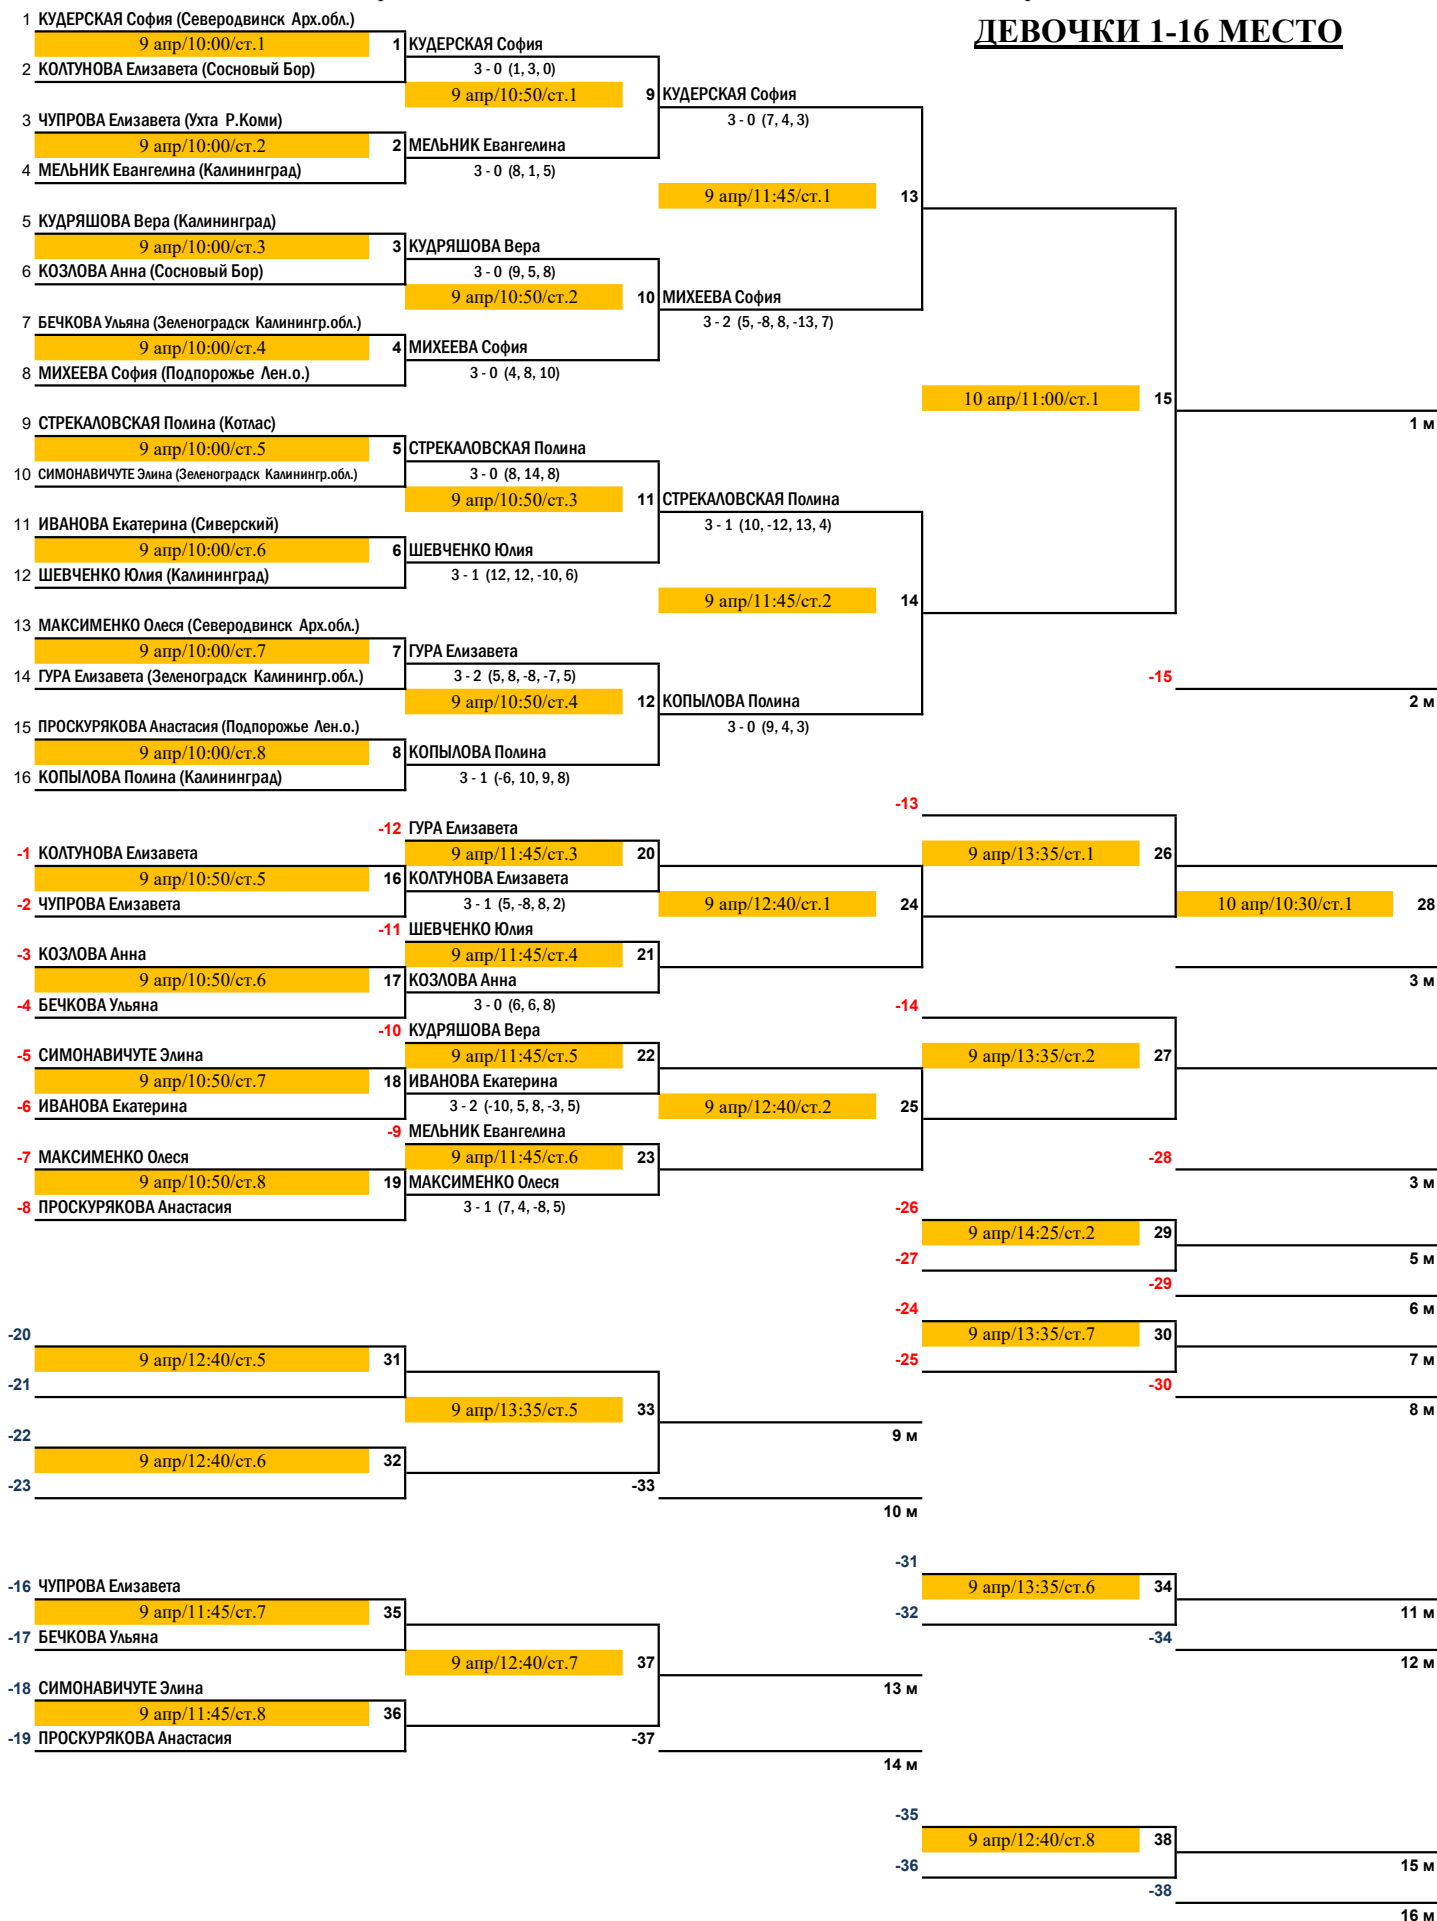 ДЕВОЧКИ 1-16 МЕСТО
1 КУДЕРСКАЯ София (Северодвинск Арх.обл.)
9 апр/10:00/ст.1 1 КУДЕРСКАЯ София
2 КОЛТУНОВА Елизавета (Сосновый Бор) 3 - 0 (1, 3, 0)
9 апр/10:50/ст.1 9 КУДЕРСКАЯ София
3 ЧУПРОВА Елизавета (Ухта Р.Коми) 3 - 0 (7, 4, 3)
9 апр/10:00/ст.2 2 МЕЛЬНИК Евангелина
4 МЕЛЬНИК Евангелина (Калининград) 3 - 0 (8, 1, 5)
9 апр/11:45/ст.1 13
5 КУДРЯШОВА Вера (Калининград)
9 апр/10:00/ст.3 3 КУДРЯШОВА Вера
6 КОЗЛОВА Анна (Сосновый Бор) 3 - 0 (9, 5, 8)
9 апр/10:50/ст.2 10 МИХЕЕВА София
7 БЕЧКОВА Ульяна (Зеленоградск Калинингр.обл.) 3 - 2 (5, -8, 8, -13, 7)
9 апр/10:00/ст.4 4 МИХЕЕВА София
8 МИХЕЕВА София (Подпорожье Лен.о.) 3 - 0 (4, 8, 10)
10 апр/11:00/ст.1 15
9 СТРЕКАЛОВСКАЯ Полина (Котлас) 1 м
9 апр/10:00/ст.5 5 СТРЕКАЛОВСКАЯ Полина
10 СИМОНАВИЧУТЕ Элина (Зеленоградск Калинингр.обл.) 3 - 0 (8, 14, 8)
9 апр/10:50/ст.3 11 СТРЕКАЛОВСКАЯ Полина
11 ИВАНОВА Екатерина (Сиверский) 3 - 1 (10, -12, 13, 4)
9 апр/10:00/ст.6 6 ШЕВЧЕНКО Юлия
12 ШЕВЧЕНКО Юлия (Калининград) 3 - 1 (12, 12, -10, 6)
9 апр/11:45/ст.2 14
13 МАКСИМЕНКО Олеся (Северодвинск Арх.обл.)
9 апр/10:00/ст.7 7 ГУРА Елизавета
14 ГУРА Елизавета (Зеленоградск Калинингр.обл.) 3 - 2 (5, 8, -8, -7, 5) -15
9 апр/10:50/ст.4 12 КОПЫЛОВА Полина 2 м
15 ПРОСКУРЯКОВА Анастасия (Подпорожье Лен.о.) 3 - 0 (9, 4, 3)
9 апр/10:00/ст.8 8 КОПЫЛОВА Полина
16 КОПЫЛОВА Полина (Калининград) 3 - 1 (-6, 10, 9, 8)
-13
-12 ГУРА Елизавета
-1 КОЛТУНОВА Елизавета 9 апр/11:45/ст.3 20 9 апр/13:35/ст.1 26
9 апр/10:50/ст.5 16 КОЛТУНОВА Елизавета
-2 ЧУПРОВА Елизавета 3 - 1 (5, -8, 8, 2) 9 апр/12:40/ст.1 24 10 апр/10:30/ст.1 28
-11 ШЕВЧЕНКО Юлия
-3 КОЗЛОВА Анна 9 апр/11:45/ст.4 21
9 апр/10:50/ст.6 17 КОЗЛОВА Анна 3 м
-4 БЕЧКОВА Ульяна 3 - 0 (6, 6, 8) -14
-10 КУДРЯШОВА Вера
-5 СИМОНАВИЧУТЕ Элина 9 апр/11:45/ст.5 22 9 апр/13:35/ст.2 27
9 апр/10:50/ст.7 18 ИВАНОВА Екатерина
-6 ИВАНОВА Екатерина 3 - 2 (-10, 5, 8, -3, 5) 9 апр/12:40/ст.2 25
-9 МЕЛЬНИК Евангелина
-7 МАКСИМЕНКО Олеся 9 апр/11:45/ст.6 23 -28
9 апр/10:50/ст.8 19 МАКСИМЕНКО Олеся 3 м
-8 ПРОСКУРЯКОВА Анастасия 3 - 1 (7, 4, -8, 5) -26
9 апр/14:25/ст.2 29
-27 5 м
-29
-24 6 м
-20 9 апр/13:35/ст.7 30
9 апр/12:40/ст.5 31 -25 7 м
-21 -30
9 апр/13:35/ст.5 33 8 м
-22 9 м
9 апр/12:40/ст.6 32
-23 -33
10 м
-31
-16 ЧУПРОВА Елизавета 9 апр/13:35/ст.6 34
9 апр/11:45/ст.7 35 -32 11 м
-17 БЕЧКОВА Ульяна -34
9 апр/12:40/ст.7 37 12 м
-18 СИМОНАВИЧУТЕ Элина 13 м
9 апр/11:45/ст.8 36
-19 ПРОСКУРЯКОВА Анастасия -37
14 м
-35
9 апр/12:40/ст.8 38
-36 15 м
-38
16 м